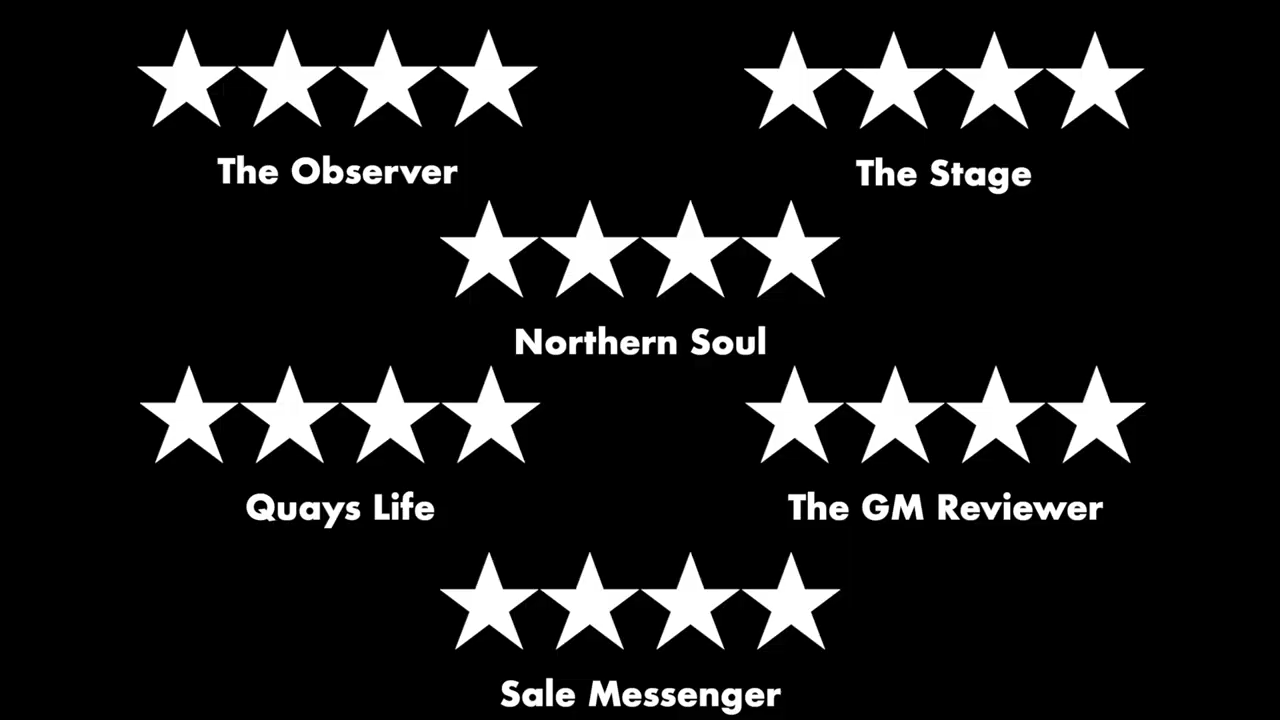 The Observer
The Stage
Northern Soul
Quays Life
The GM Reviewer
Sale Messenger